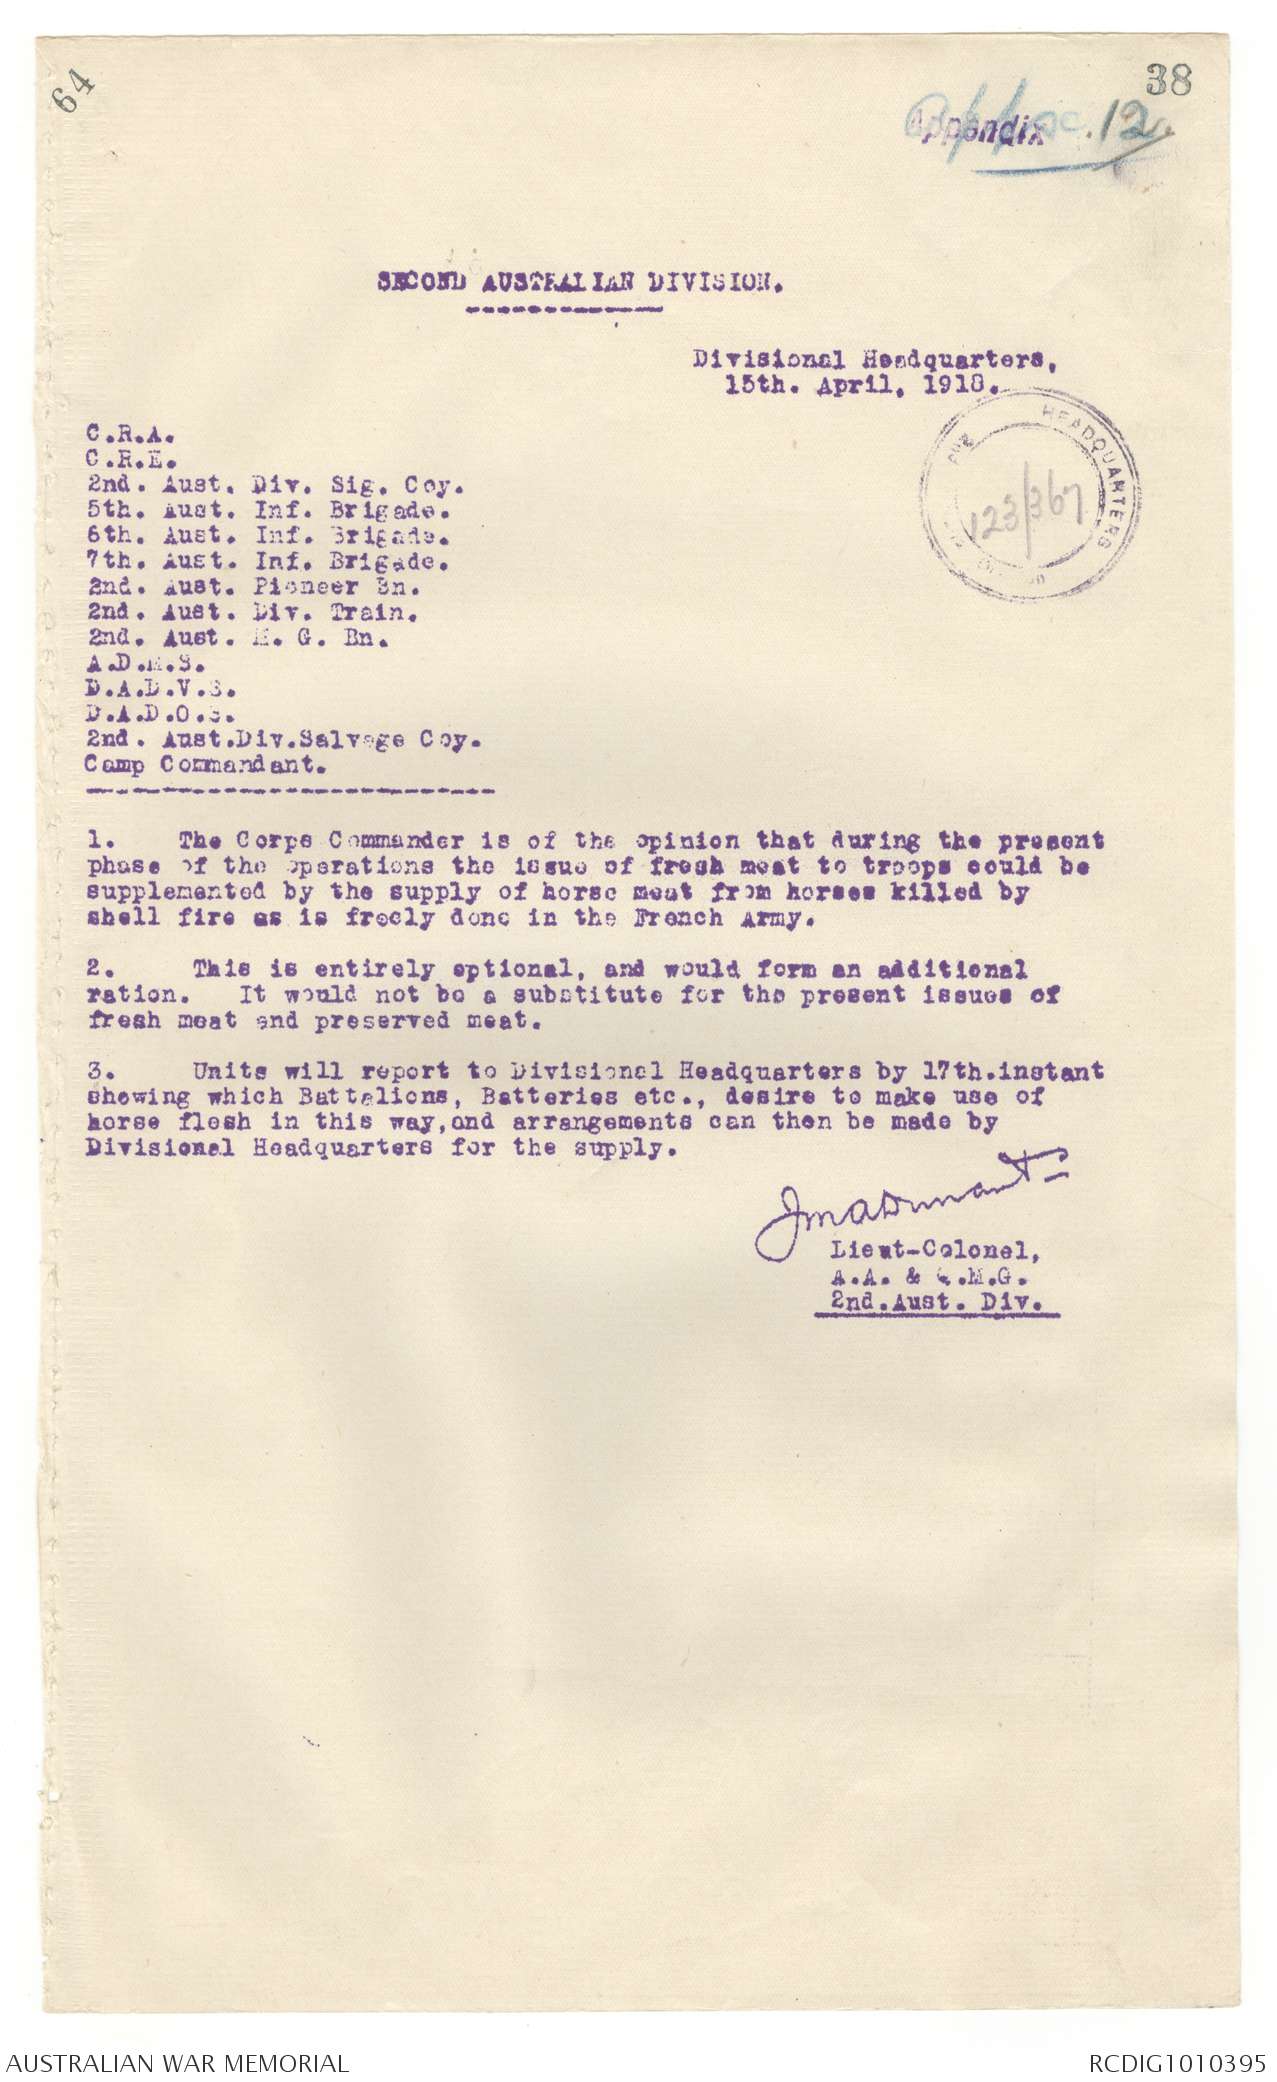 64
38
Appendix 12.
SECOND AUSTRALIAN DIVISION.
Divisional Headquarters,
15th. April, 1918.
HEADQUARTERS
2nd
123/367
C.R.A.
C.R.E.
2nd. Aust. Div. Sig. Coy.
5th. Aust. Inf. Brigade.
6th. Aust. Inf. Brigade.
7th. Aust. Inf. Brigade.
2nd. Aust. Pioneer Bn.
2nd. Aust. Div. Train.
2nd. Aust. M. G. Bn.
A.D.M.S.
D.A.D.V.S.
D.A.D.O.S.
2nd. Aust.Div.Salvage Coy.
Camp Commandant.
1. The Corps Commander is of the opinion that during the present
phase of the operations the issue of fresh meat to troops could be
supplemented by the supply of horse meat from horses killed by
shell fire as is freely done in the French Army.
2. This is entirely optional, and would form an additional
ration. It would not be a substitute for the present issues of
fresh meat and preserved meat.
3. Units will report to Divisional Headquarters by 17th.instant
showing which Battalions, Batteries etc., desire to make use of
horse flesh in this way,and arrangements can then be made by
Divisional Headquarters for the supply.
Lieut-Colonel,
A.A. & Q.M.G.
2nd.Aust. Div.
AUSTRALIAN WAR MEMORIAL
RCDIG1010395